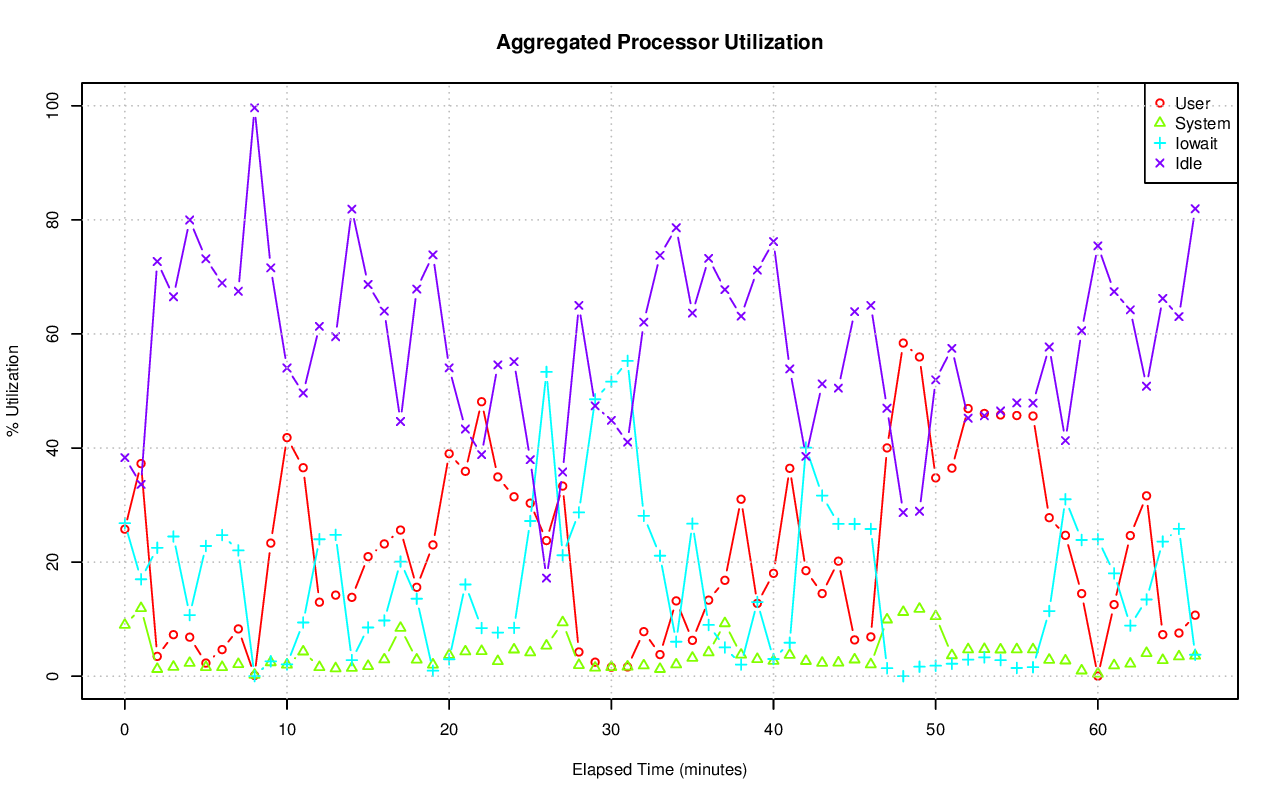 Aggregated Processor Utilization
% Utilization
100
80
60
40
20
0
User
System
Iowait
Idle
0 10 20 30 40 50 60
Elapsed Time (minutes)